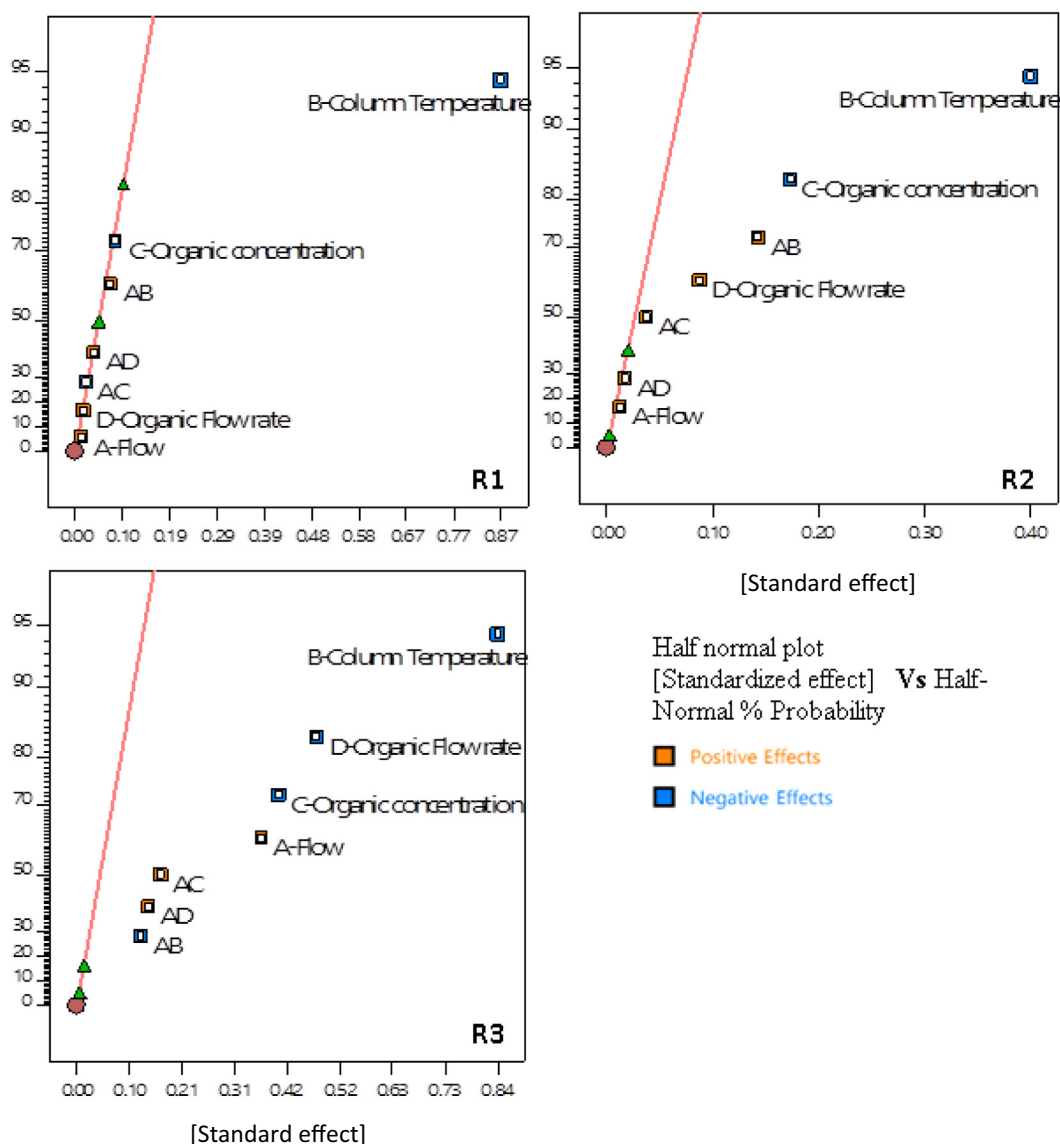 95
90
80
70
50
30
20
10
0
B-Column Temperature
C-Organic concentration
AB
AD
AC
D-Organic Flow rate
A-Flow
R1
0.00 0.10 0.19 0.29 0.39 0.48 0.58 0.67 0.77 0.87
95
90
80
70
50
30
20
10
0
B-Column Temperature
C-Organic concentration
AB
D-Organic Flow rate
AC
AD
A-Flow
R2
0.00 0.10 0.20 0.30 0.40
[Standard effect]
95
90
80
70
50
30
20
10
0
B-Column Temperature
D-Organic Flow rate
C-Organic concentration
A-Flow
AC
AD
AB
R3
0.00 0.10 0.21 0.31 0.42 0.52 0.63 0.73 0.84
[Standard effect]
Half normal plot
[Standardized effect] Vs Half-
Normal % Probability
Positive Effects
Negative Effects